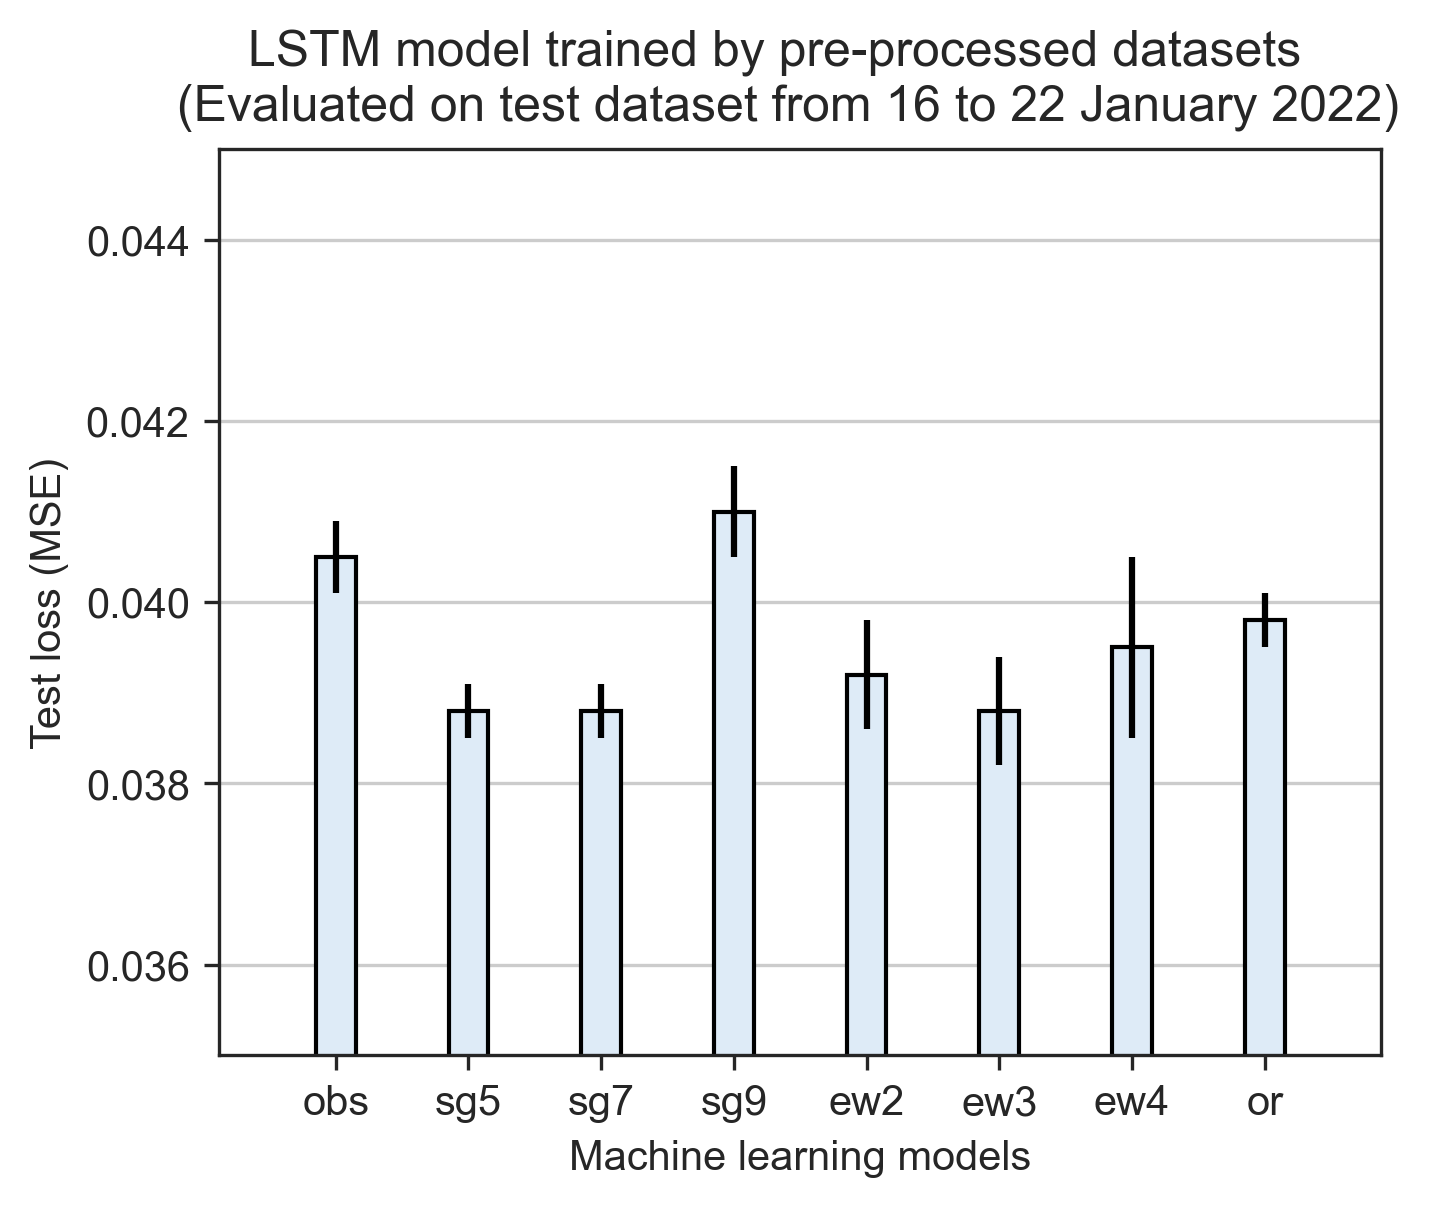 LSTM model trained by pre-processed datasets
(Evaluated on test dataset from 16 to 22 January 2022)
0.044
0.042
0.040
0.038
0.036
Test loss (MSE)
obs sg5 sg7 sg9 ew2 ew3 ew4 or
Machine learning models